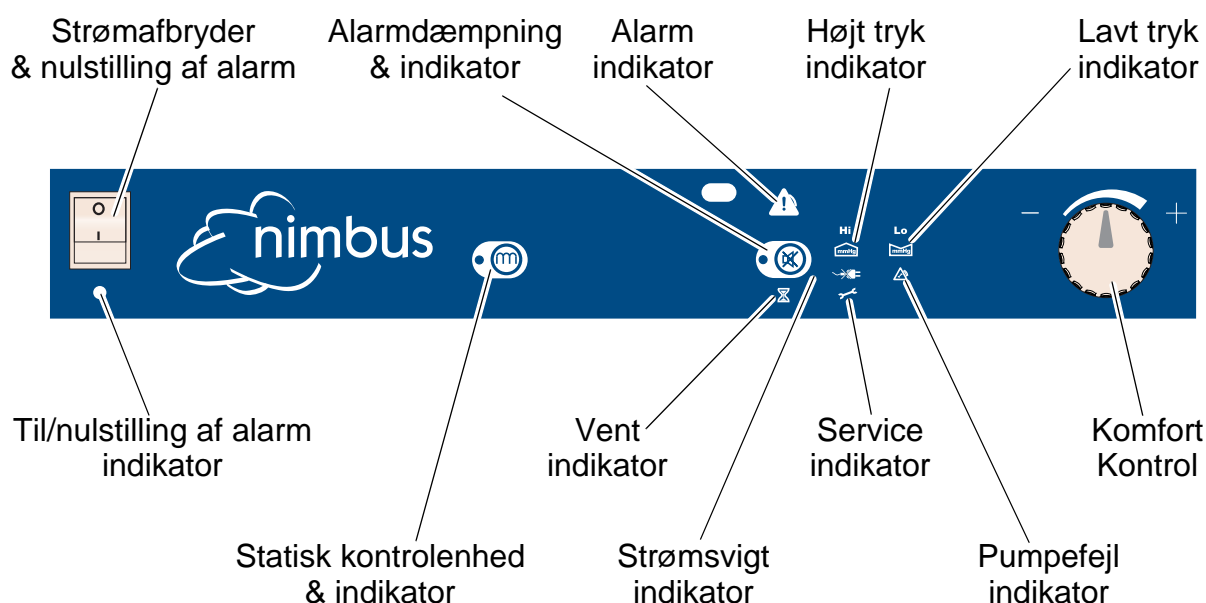 Strømafbryder
& nulstilling af alarm
Alarmdæmpning
& indikator
Alarm
indikator
Højt tryk
indikator
Lavt tryk
indikator
O
I
nimbus
Hi
mmHg
Lo
mmHg
−
+
Til/nulstilling af alarm
indikator
Vent
indikator
Service
indikator
Komfort
Kontrol
Statisk kontrolenhed
& indikator
Strømsvigt
indikator
Pumpefejl
indikator